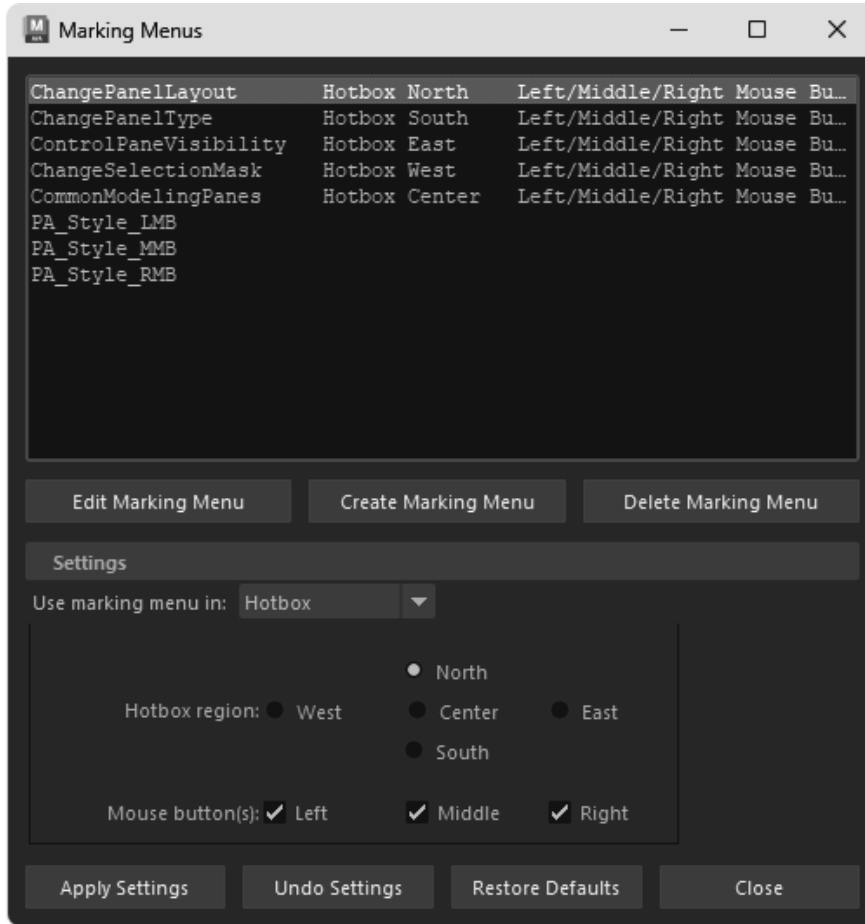 Marking Menus
ChangePanelLayout Hotbox North Left/Middle/Right Mouse Bu…
ChangePanelType Hotbox South Left/Middle/Right Mouse Bu…
ControlPaneVisibility Hotbox East Left/Middle/Right Mouse Bu…
ChangeSelectionMask Hotbox West Left/Middle/Right Mouse Bu…
CommonModelingPanes Hotbox Center Left/Middle/Right Mouse Bu…
PA_Style_LMB
PA_Style_MMB
PA_Style_RMB
Edit Marking Menu Create Marking Menu Delete Marking Menu
Settings
Use marking menu in: Hotbox
North
Hotbox region: West Center East
South
Mouse button(s): Left Middle Right
Apply Settings Undo Settings Restore Defaults Close